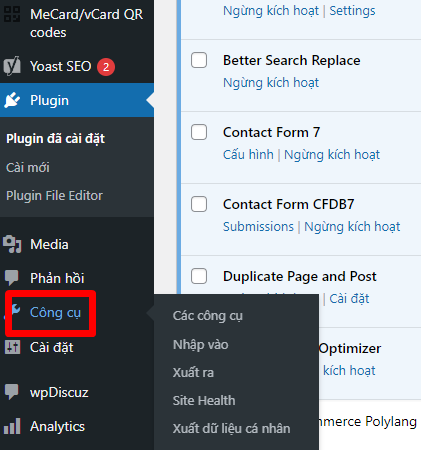 MeCard/vCard QR
codes
Yoast SEO 2
Plugin
Plugin đã cài đặt
Cài mới
Plugin File Editor
Media
Phản hồi
Công cụ
Cài đặt
wpDiscuz
Analytics
Các công cụ
Nhập vào
Xuất ra
Site Health
Xuất dữ liệu cá nhân
Ngừng kích hoạt | Settings
Better Search Replace
Ngừng kích hoạt
Contact Form 7
Cấu hình | Ngừng kích hoạt
Contact Form CFDB7
Submissions | Ngừng kích hoạt
Duplicate Page and Post
| Cài đặt
Optimizer
kích hoạt
mmerce Polylang